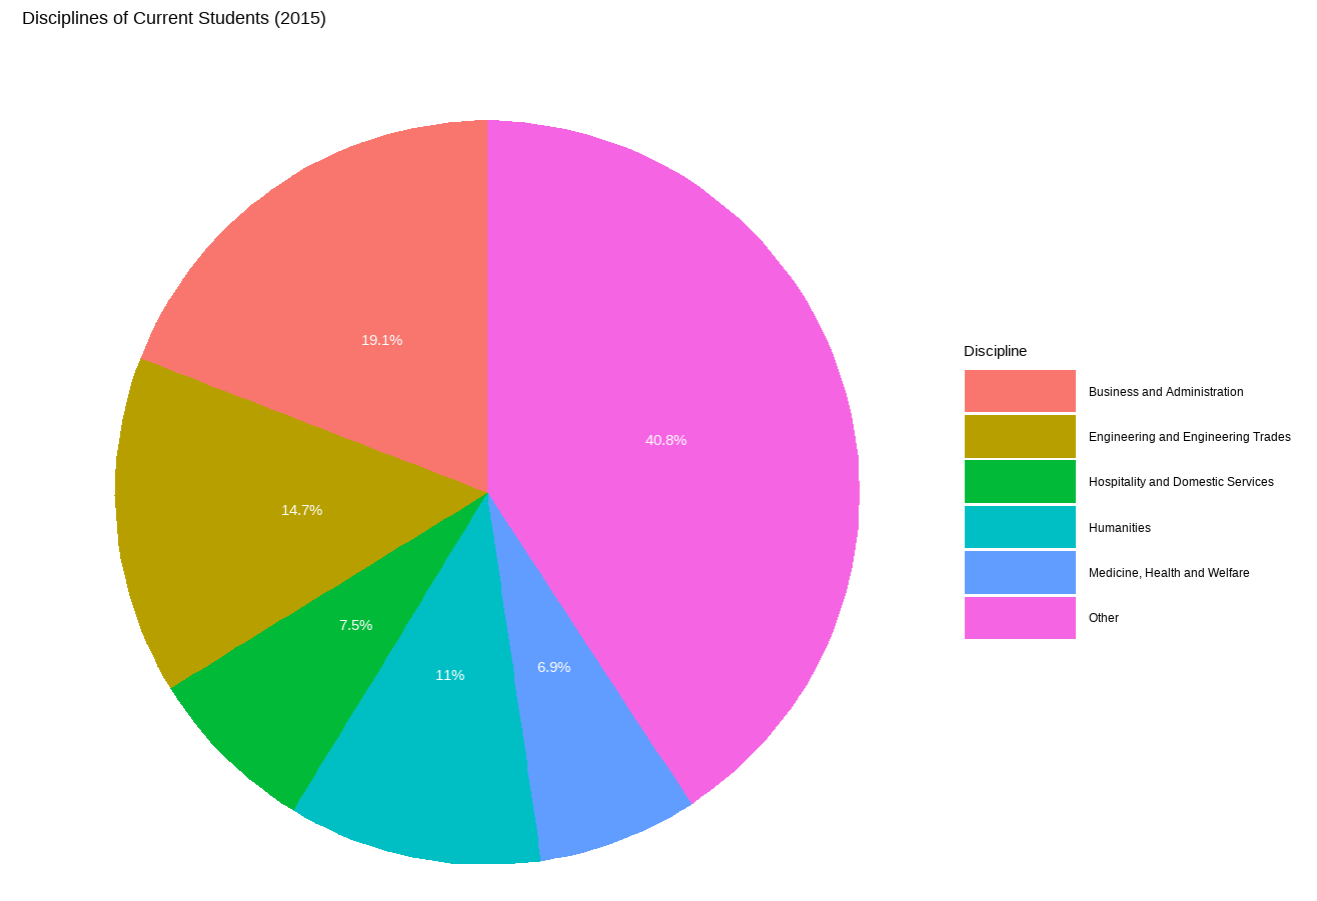 Disciplines of Current Students (2015)
19.1%
40.8%
14.7%
7.5%
11%
6.9%
Discipline
Business and Administration
Engineering and Engineering Trades
Hospitality and Domestic Services
Humanities
Medicine, Health and Welfare
Other